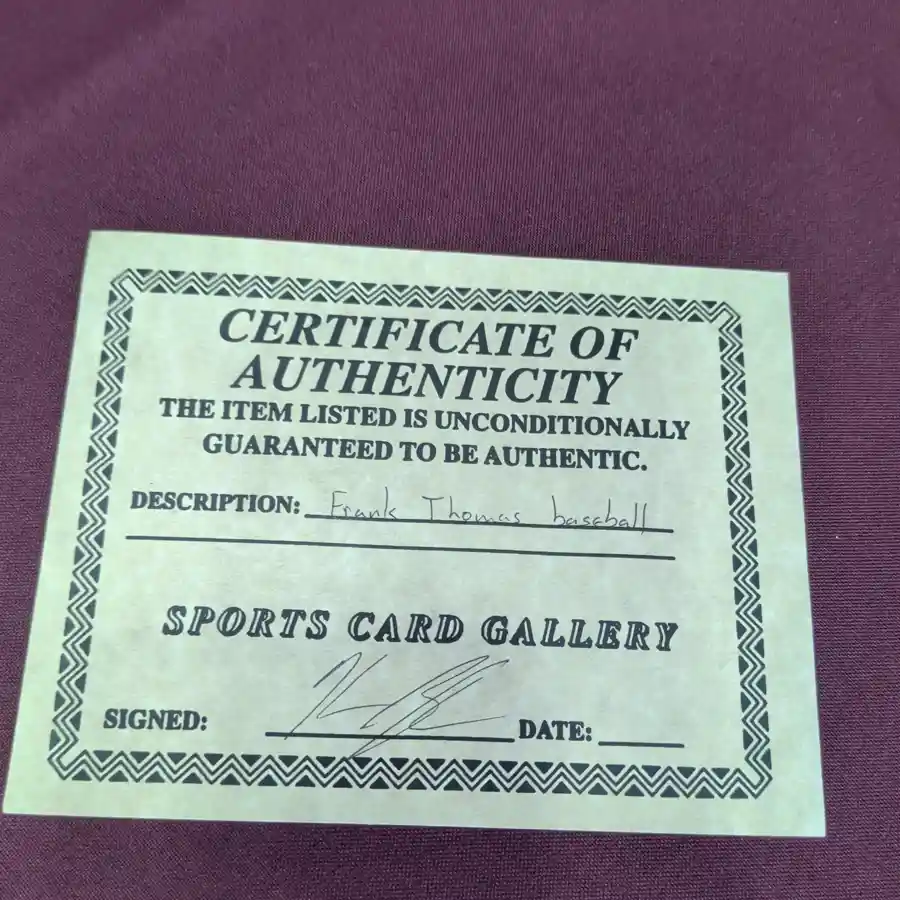 CERTIFICATE OF
AUTHENTICITY
THE ITEM LISTED IS UNCONDITIONALLY
GUARANTEED TO BE AUTHENTIC.
DESCRIPTION: Frank Thomas baseball
SPORTS CARD GALLERY
SIGNED: DATE: